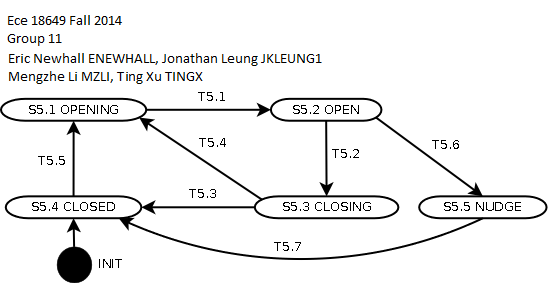 Ece 18649 Fall 2014
Group 11
Eric Newhall ENEWHALL, Jonathan Leung JKLEUNG1
Mengzhe Li MZLI, Ting Xu TINGX
S5.1 OPENING
T5.1
S5.2 OPEN
T5.4
T5.6
T5.5
T5.2
T5.3
S5.4 CLOSED
S5.3 CLOSING
S5.5 NUDGE
T5.7
INIT